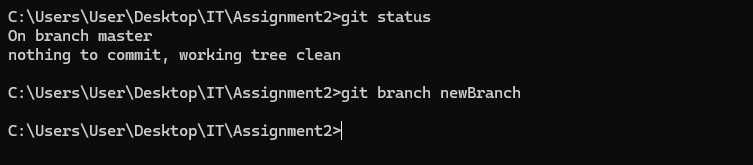 C:\Users\User\Desktop\IT\Assignment2>git status
On branch master
nothing to commit, working tree clean
C:\Users\User\Desktop\IT\Assignment2>git branch newBranch
C:\Users\User\Desktop\IT\Assignment2>